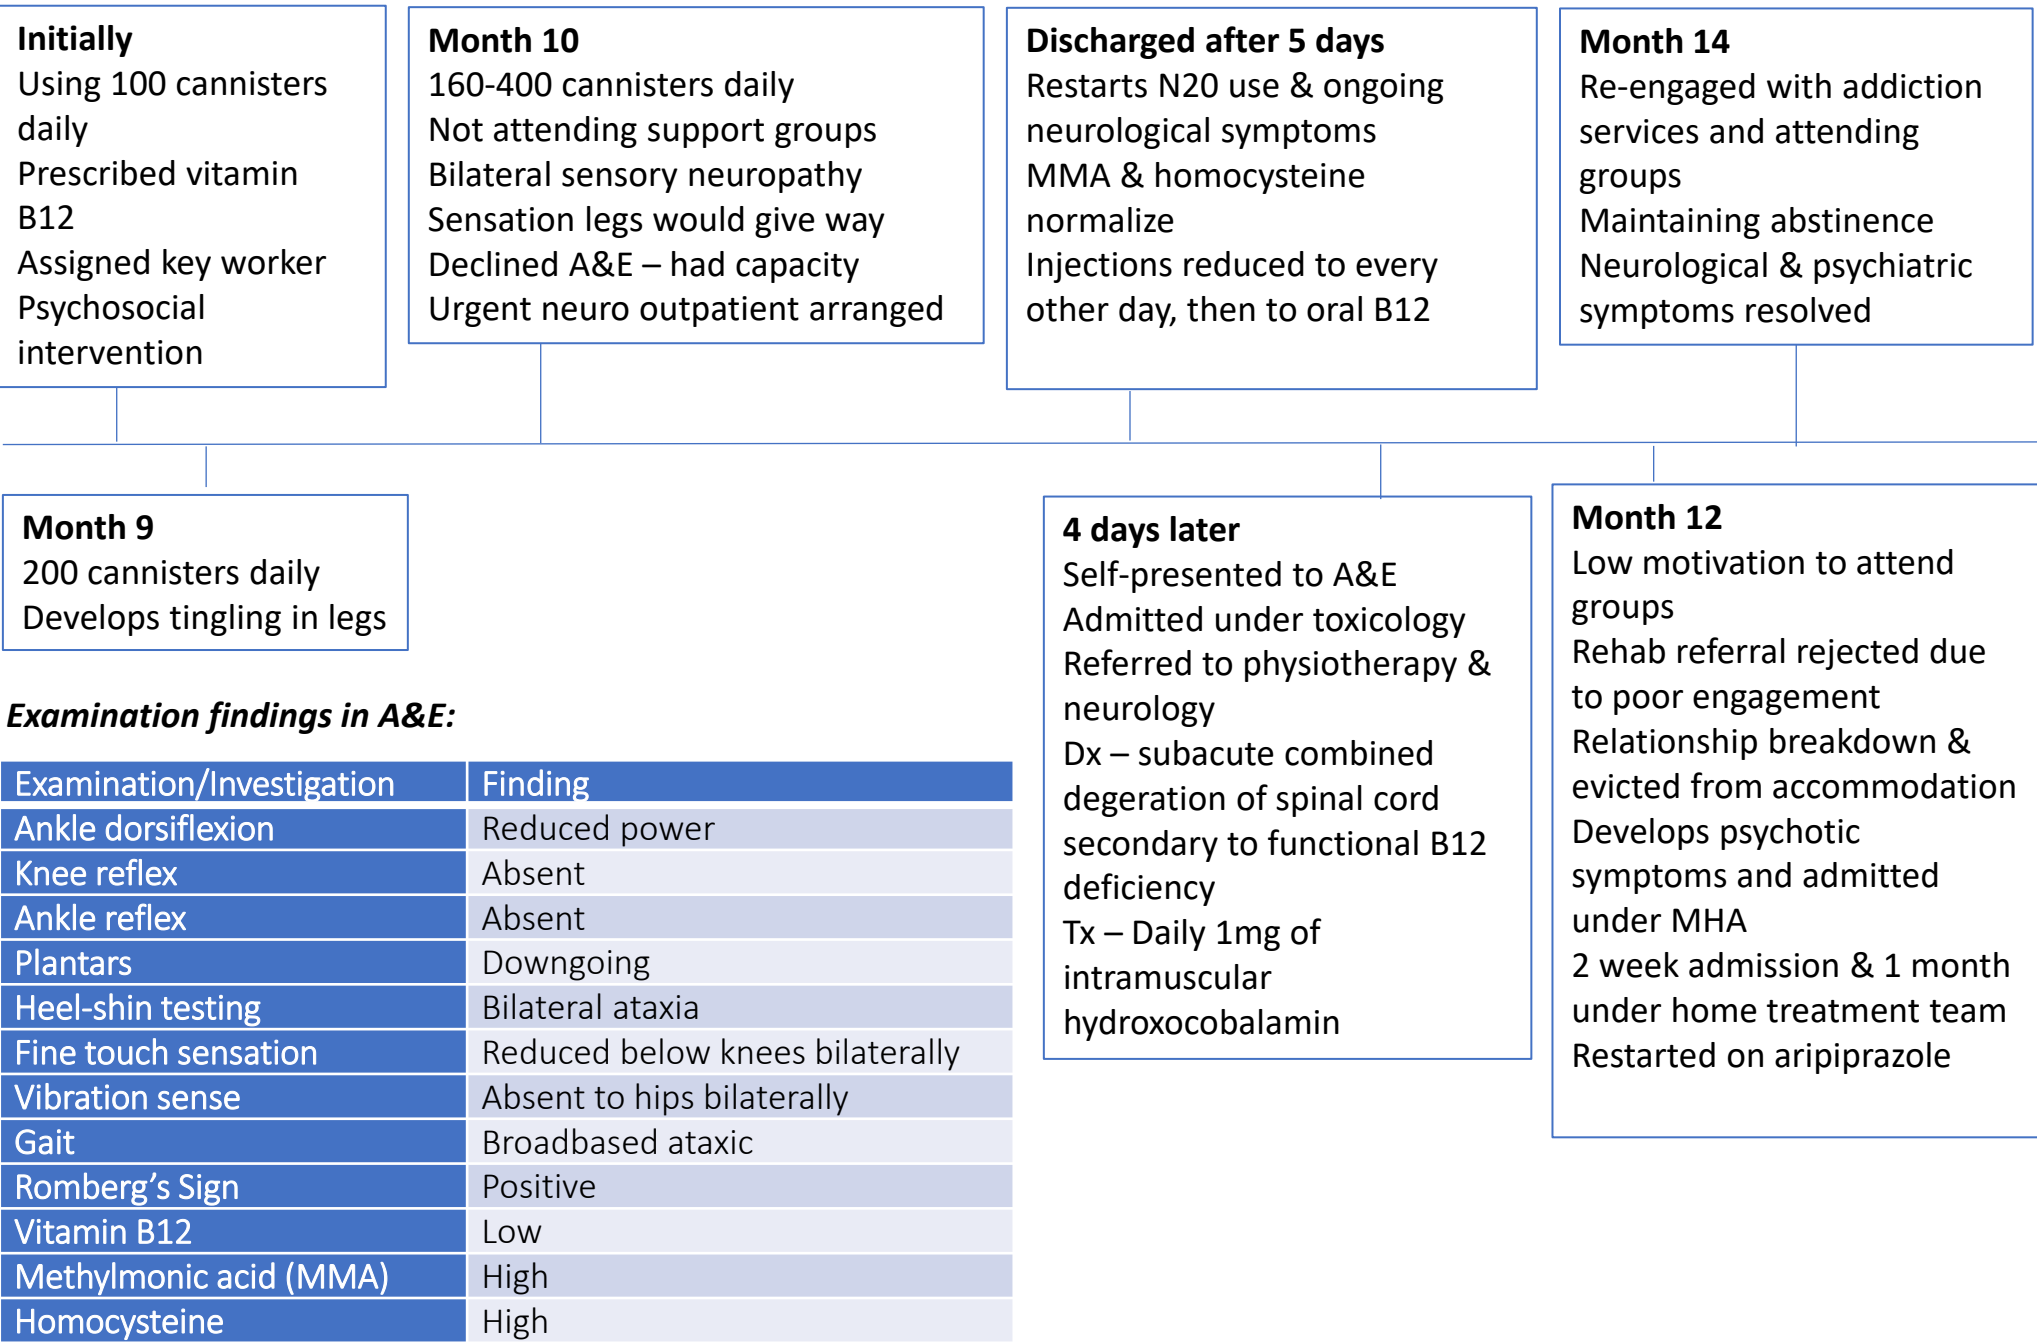 Initially
Using 100 cannisters
daily
Prescribed vitamin
B12
Assigned key worker
Psychosocial
intervention
Month 10
160-400 cannisters daily
Not attending support groups
Bilateral sensory neuropathy
Sensation legs would give way
Declined A&E – had capacity
Urgent neuro outpatient arranged
Discharged after 5 days
Restarts N20 use & ongoing
neurological symptoms
MMA & homocysteine
normalize
Injections reduced to every
other day, then to oral B12
Month 14
Re-engaged with addiction
services and attending
groups
Maintaining abstinence
Neurological & psychiatric
symptoms resolved
Month 9
200 cannisters daily
Develops tingling in legs
4 days later
Self-presented to A&E
Admitted under toxicology
Referred to physiotherapy &
neurology
Dx – subacute combined
degeration of spinal cord
secondary to functional B12
deficiency
Tx – Daily 1mg of
intramuscular
hydroxocobalamin
Month 12
Low motivation to attend
groups
Rehab referral rejected due
to poor engagement
Relationship breakdown &
evicted from accommodation
Develops psychotic
symptoms and admitted
under MHA
2 week admission & 1 month
under home treatment team
Restarted on aripiprazole
Examination findings in A&E:
Examination/Investigation Finding
Ankle dorsiflexion Reduced power
Knee reflex Absent
Ankle reflex Absent
Plantars Downgoing
Heel-shin testing Bilateral ataxia
Fine touch sensation Reduced below knees bilaterally
Vibration sense Absent to hips bilaterally
Gait Broadbased ataxic
Romberg's Sign Positive
Vitamin B12 Low
Methylmonic acid (MMA) High
Homocysteine High